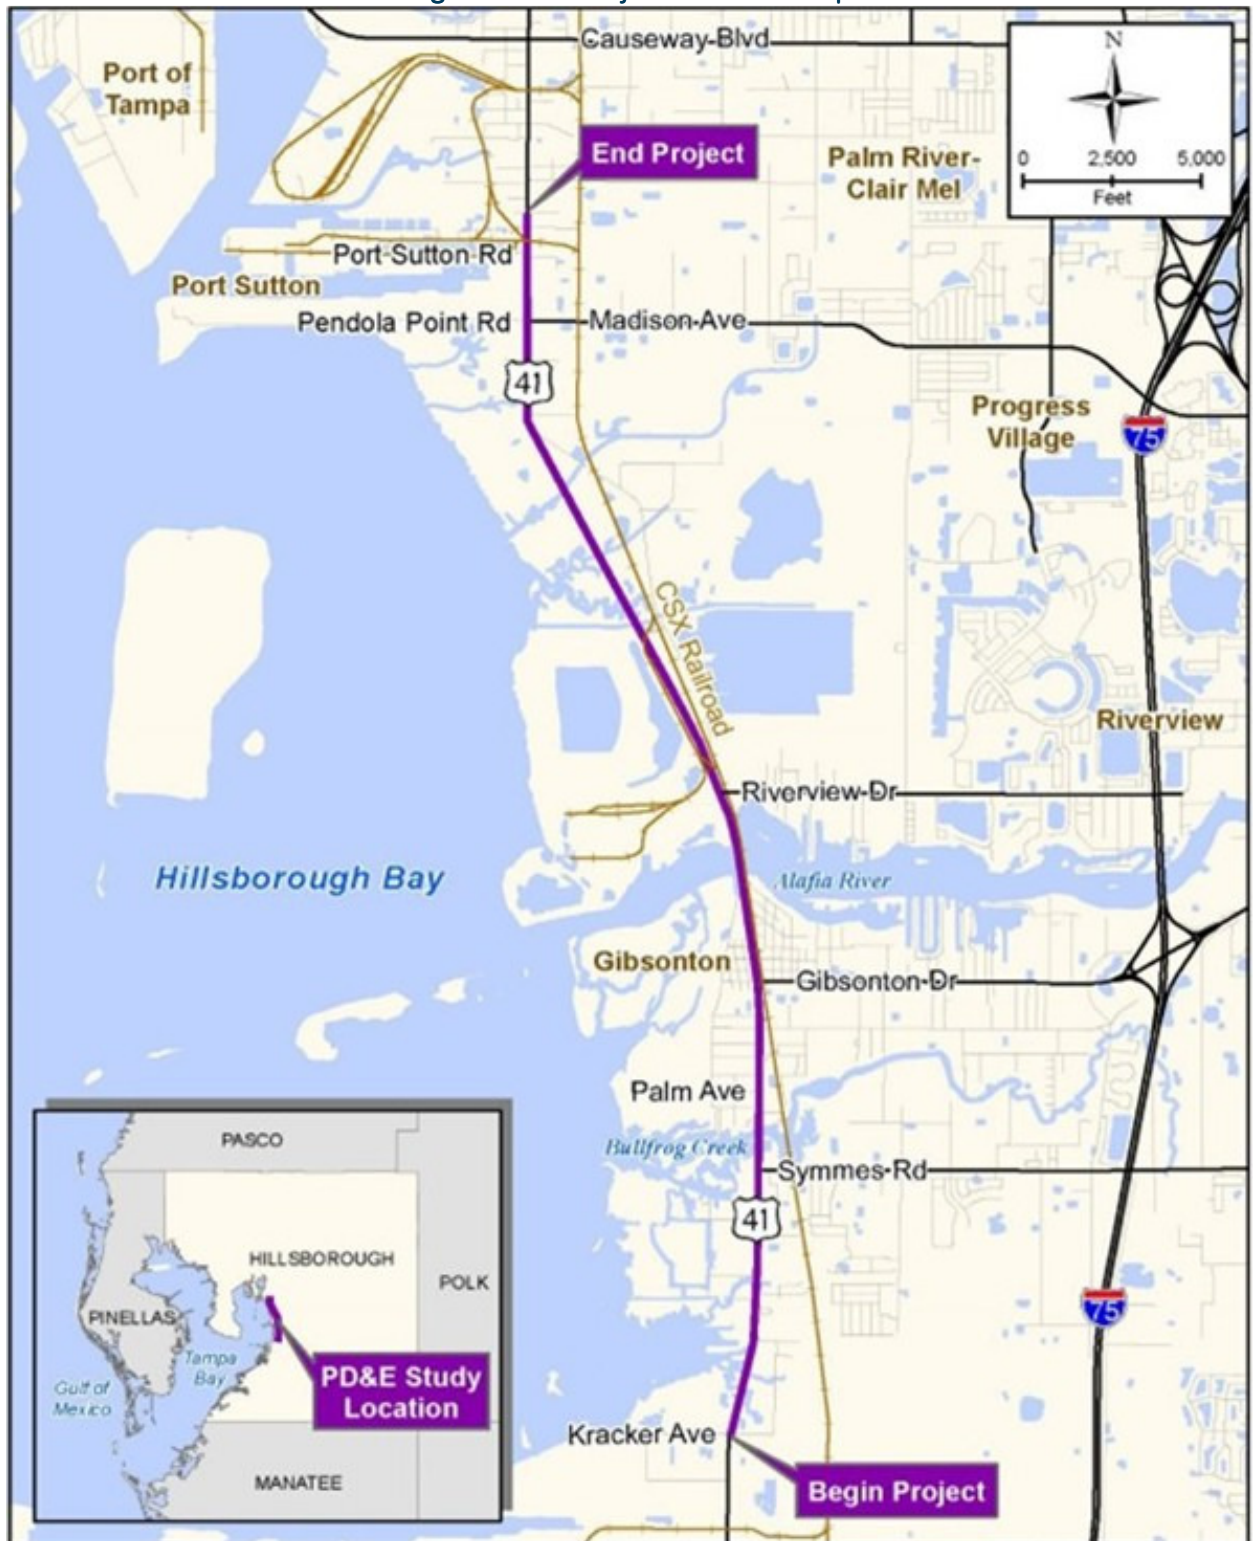 Causeway Blvd
Port of
Tampa
N
0 2,500 5,000
Feet
End Project
Palm River-
Clair Mel
Port Sutton Rd
Port Sutton
Pendola Point Rd
Madison Ave
41
Progress
Village
75
CSX Railroad
Riverview
Riverview Dr
Hillsborough Bay
Alafia River
Gibsonton
Gibsonton Dr
Palm Ave
Bullfrog Creek
Symmes Rd
41
75
PASCO
HILLSBOROUGH
POLK
PINELLAS
Tampa
Bay
Gulf of
Mexico
PD&E Study
Location
MANATEE
Kracker Ave
Begin Project